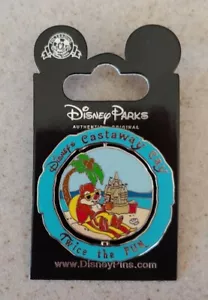 Disney PARKS
AUTHENTIC ORIGINAL
Disney's Castaway Cay
Twice the Fun
www.DisneyPins.com